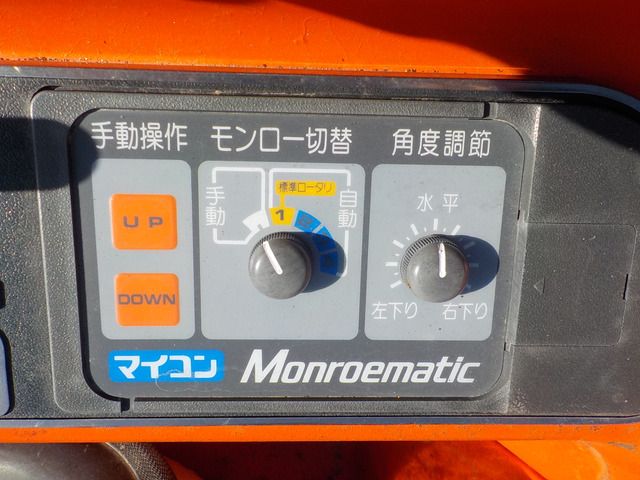 手動操作
モンロー切替
角度調節
UP
DOWN
手動
標準ロータリ
1
自動
水平
左下り
右下り
マイコン
Monroematic